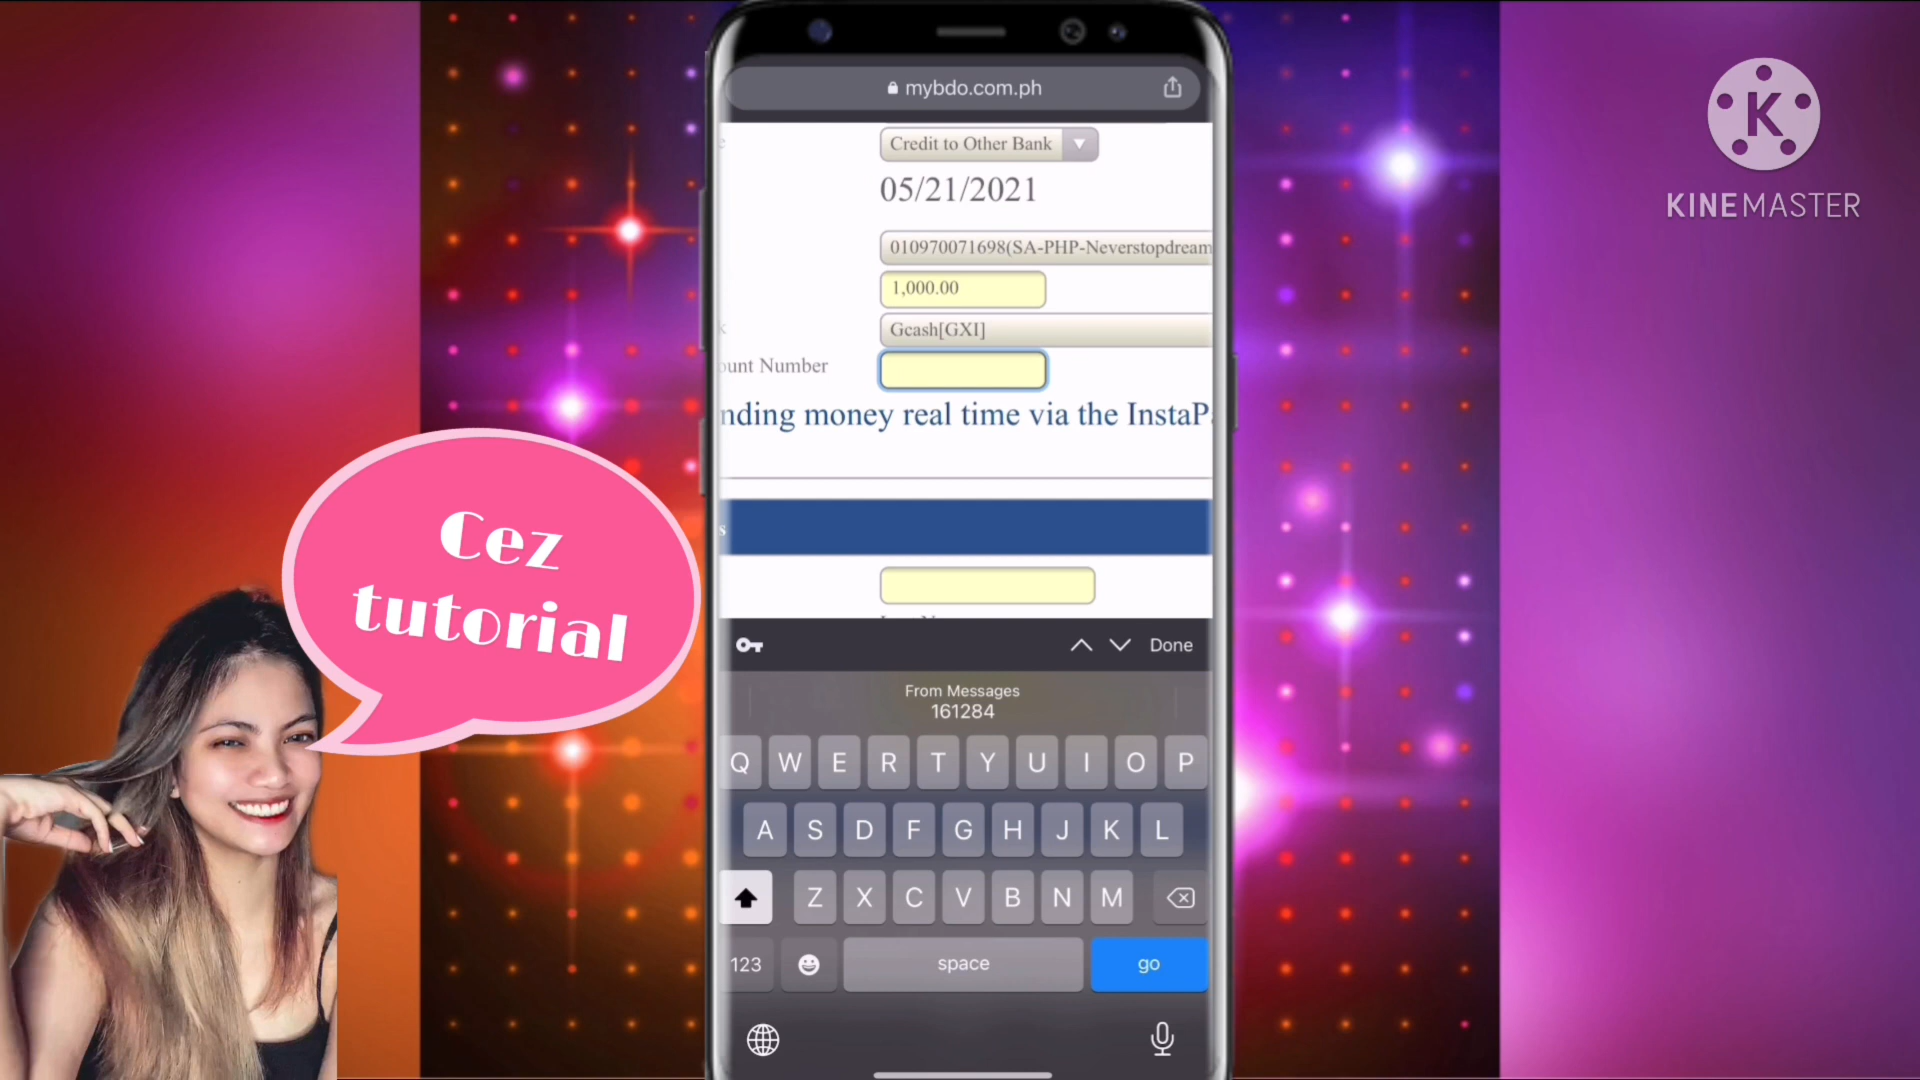 mybdo.com.ph
Credit to Other Bank
05/21/2021
010970071698(SA-PHP-Neverstopdream
1,000.00
Gcash[GXI]
ount Number
nding money real time via the InstaP
s
Done
From Messages
161284
Q W E R T Y U I O P
A S D F G H J K L
Z X C V B N M
123
space
go
Cez
tutorial
K
KINEMASTER